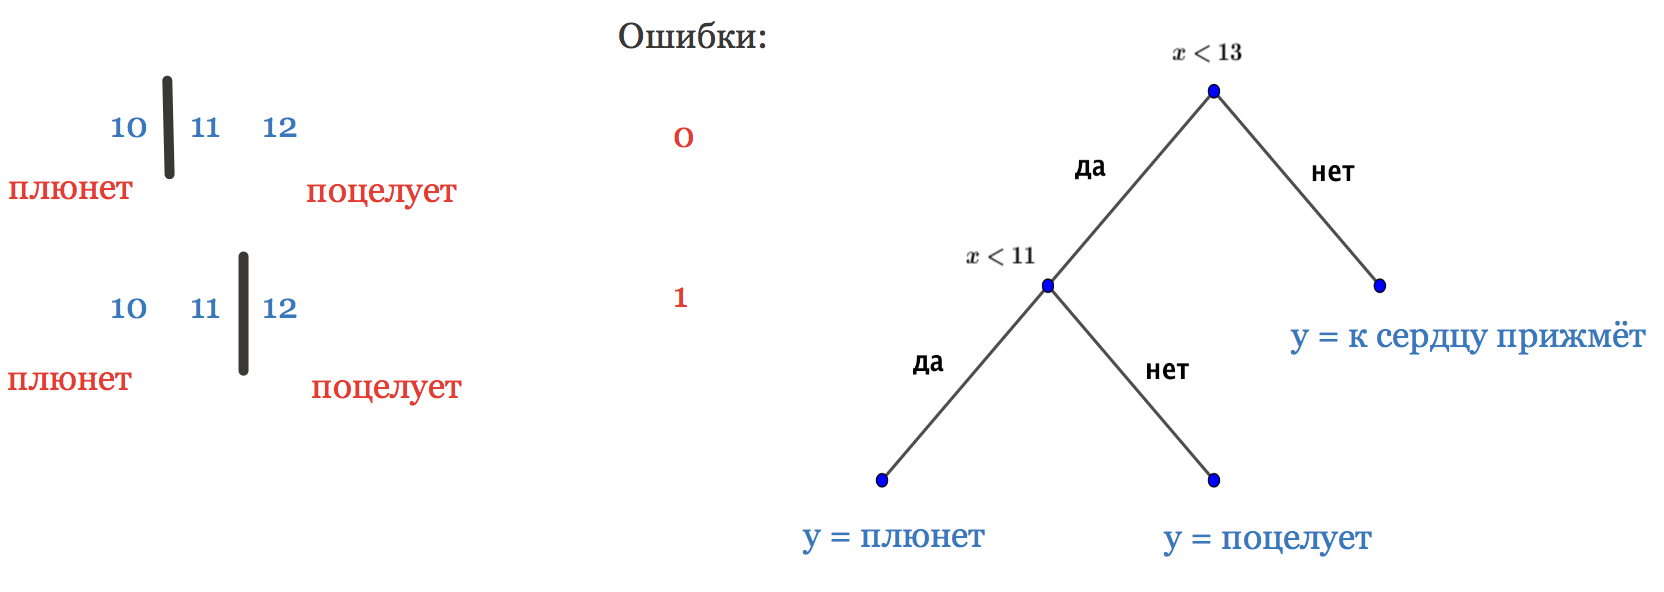 Ошибки:
10 11 12
0
плюнет поцелует
10 11 12
1
плюнет поцелует
x < 13
да нет
x < 11
y = к сердцу прижмёт
да нет
y = плюнет
y = поцелует